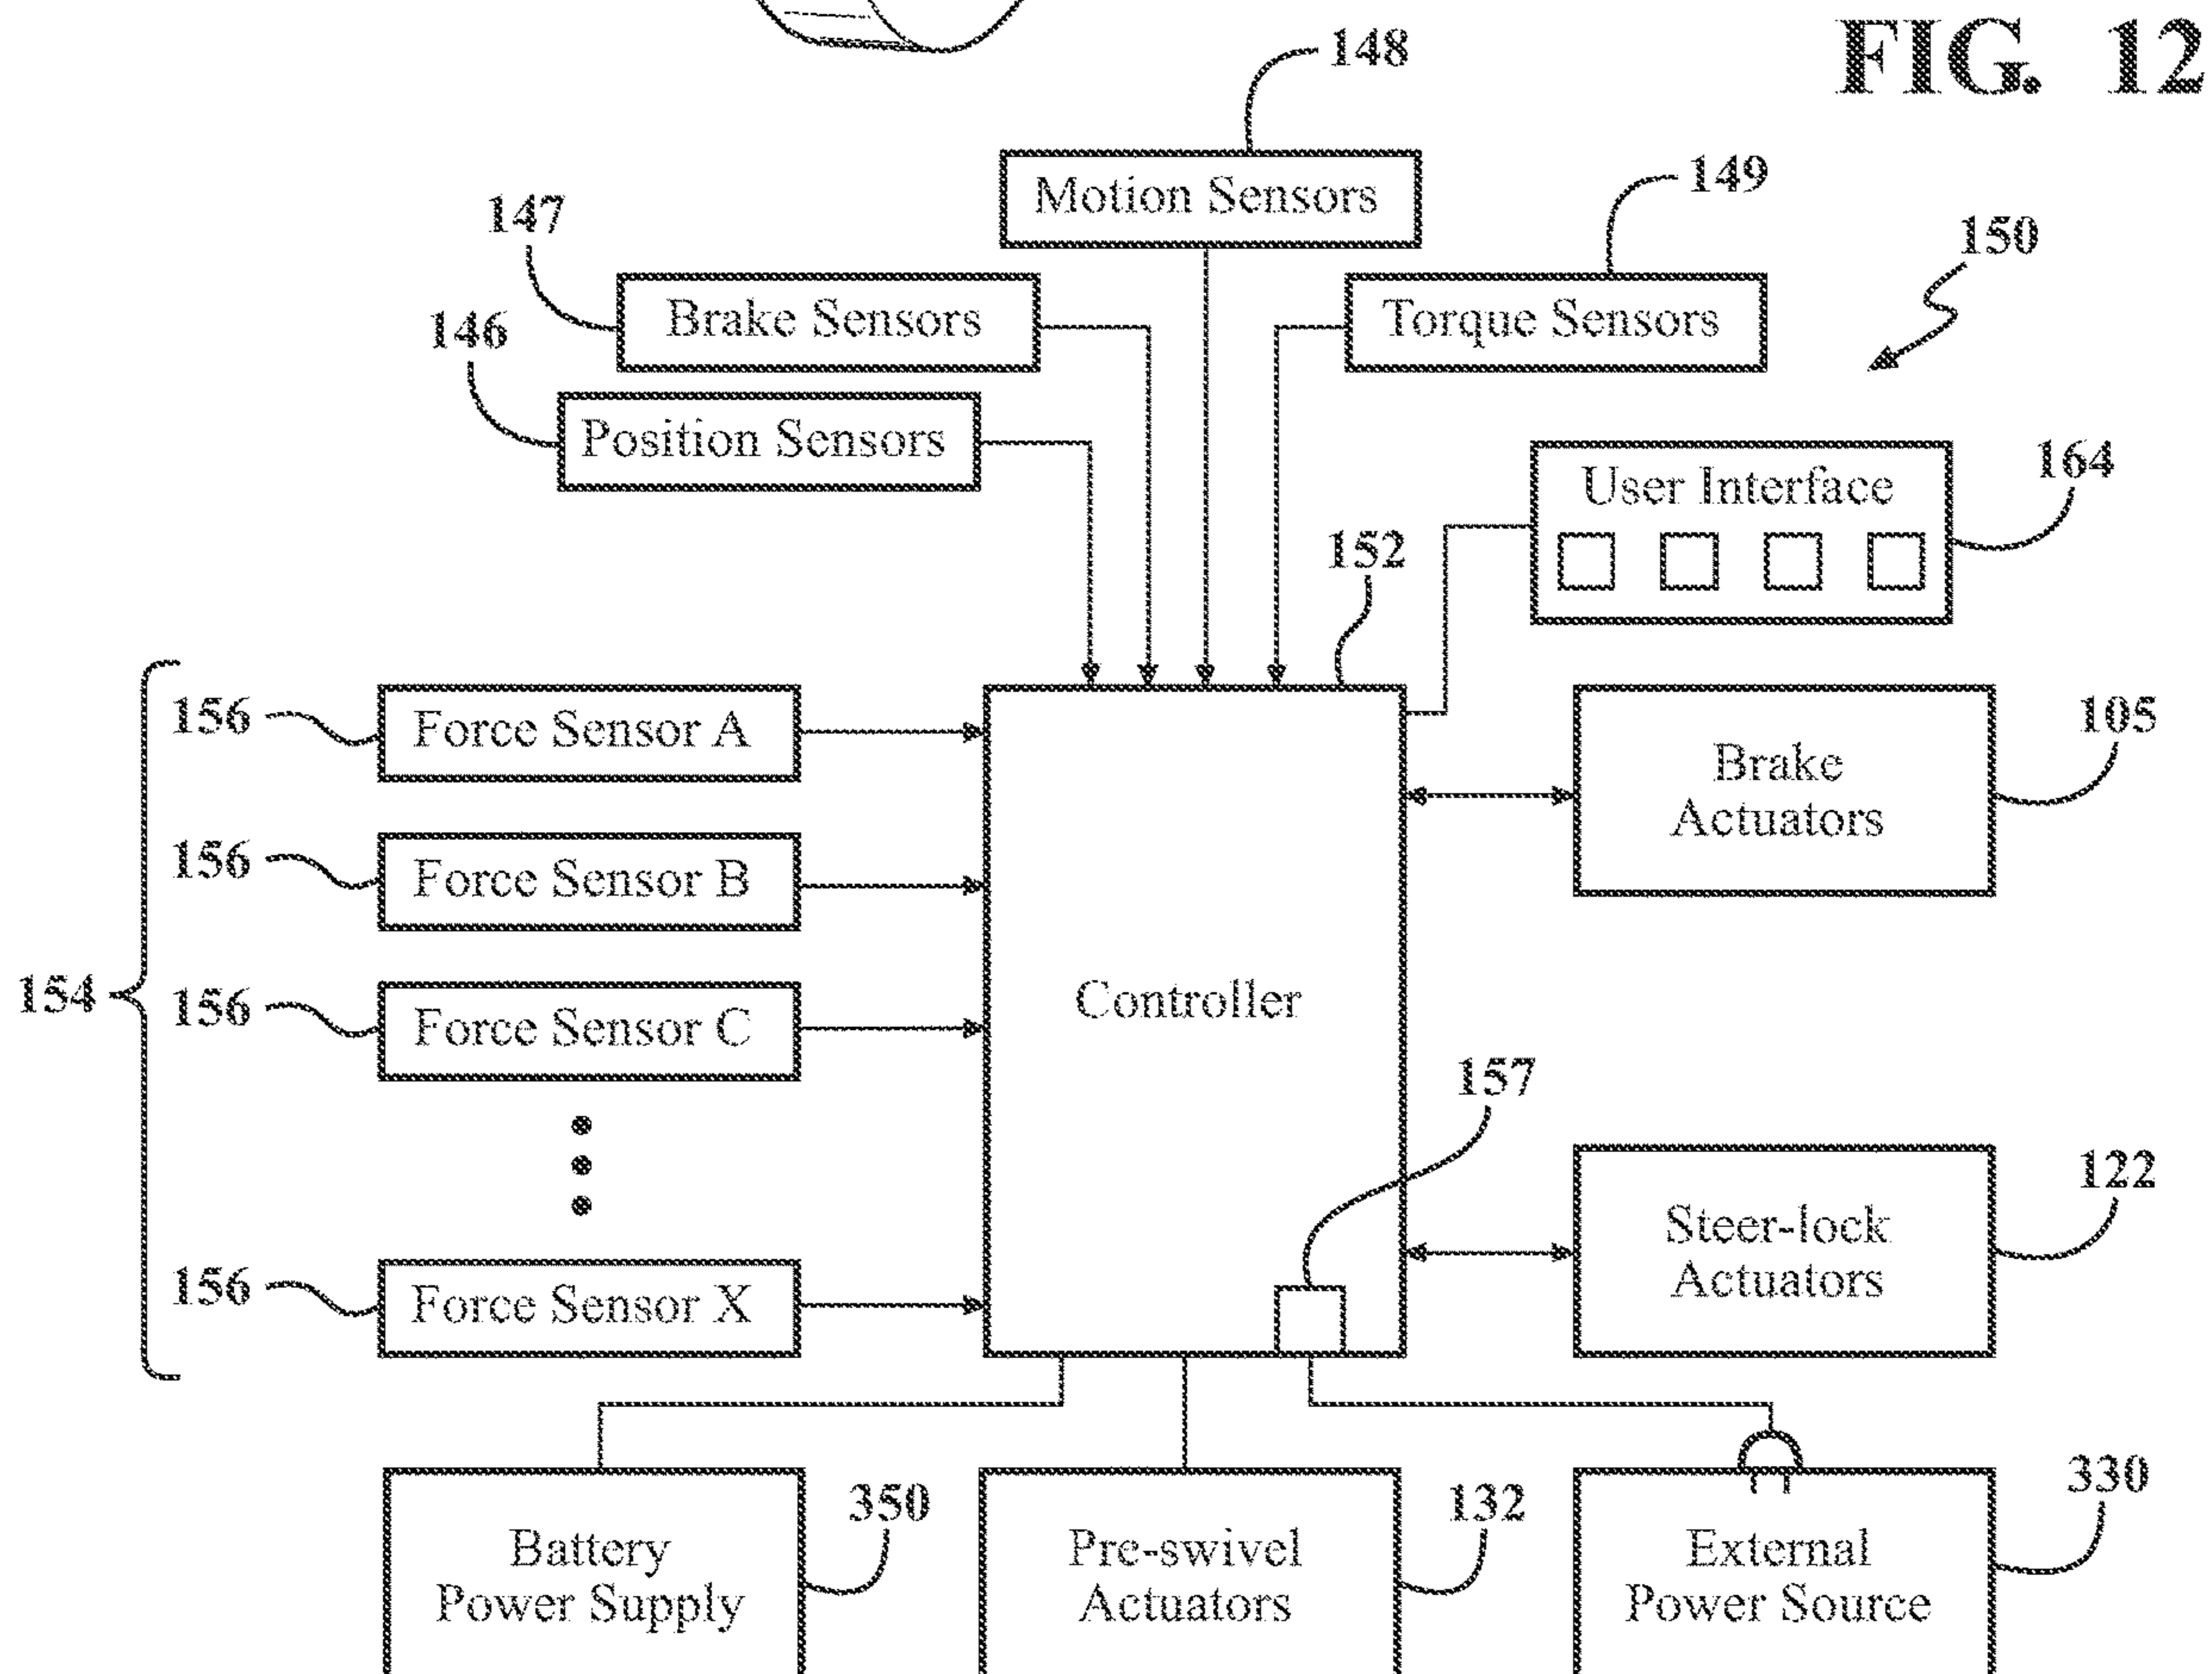 FIG. 12
148
Motion Sensors
149
147
150
Brake Sensors
Torque Sensors
146
Position Sensors
164
User Interface
152
156
Force Sensor A
105
Brake
Actuators
156
Force Sensor B
154
156
Force Sensor C
Controller
157
122
Steer-lock
Actuators
156
Force Sensor X
350
132
330
Battery
Power Supply
Pre-swivel
Actuators
External
Power Source